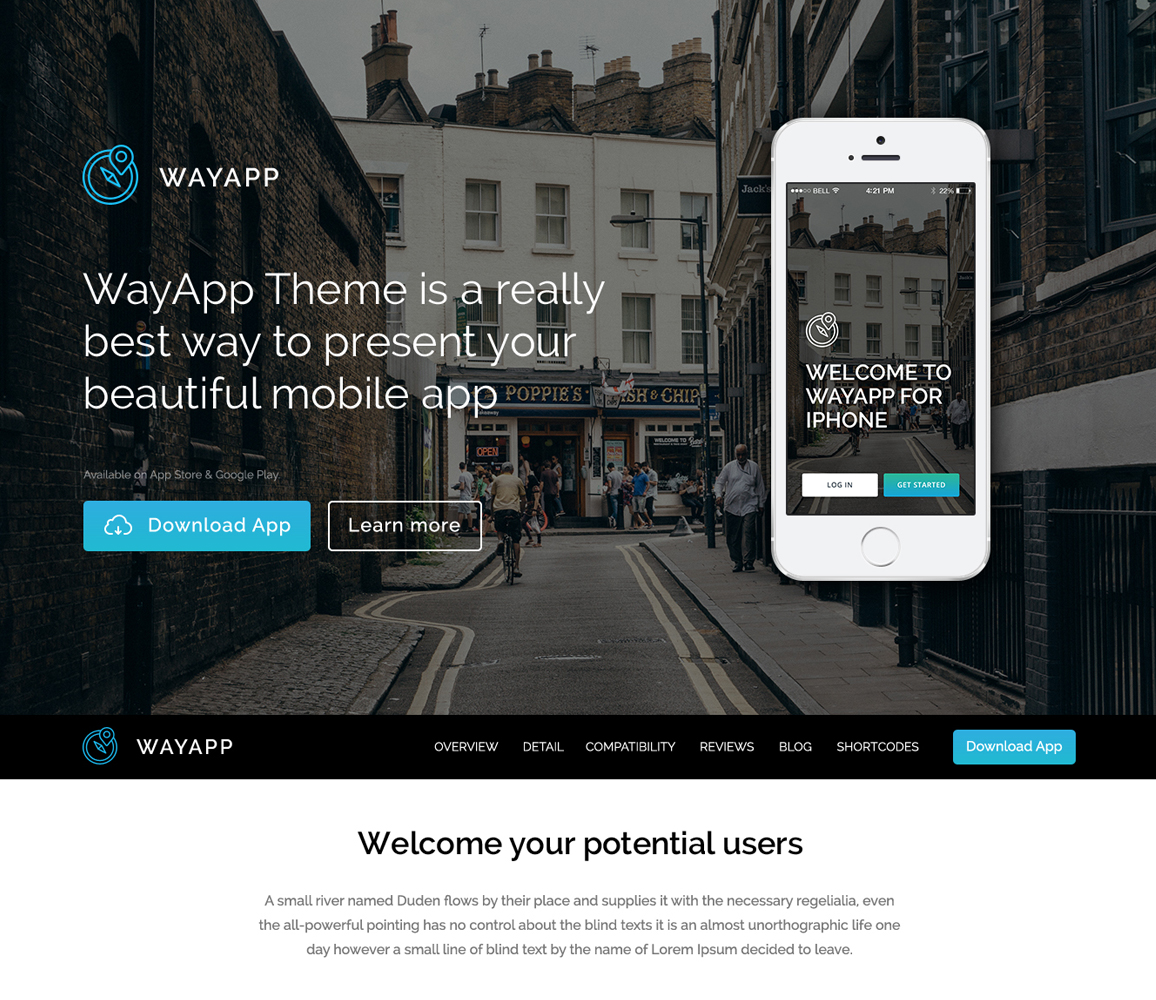 WAYAPP
WayApp Theme is a really
best way to present your
beautiful mobile app
Available on App Store & Google Play.
Download App
Learn more
Jack's
POPPIE'S FISH & CHIPS
OPEN
WELCOME TO
BELL
4:21 PM
22%
WELCOME TO
WAYAPP FOR
IPHONE
LOG IN
GET STARTED
WAYAPP
OVERVIEW
DETAIL
COMPATIBILITY
REVIEWS
BLOG
SHORTCODES
Download App
Welcome your potential users
A small river named Duden flows by their place and supplies it with the necessary regelialia, even
the all-powerful pointing has no control about the blind texts it is an almost unorthographic life one
day however a small line of blind text by the name of Lorem Ipsum decided to leave.